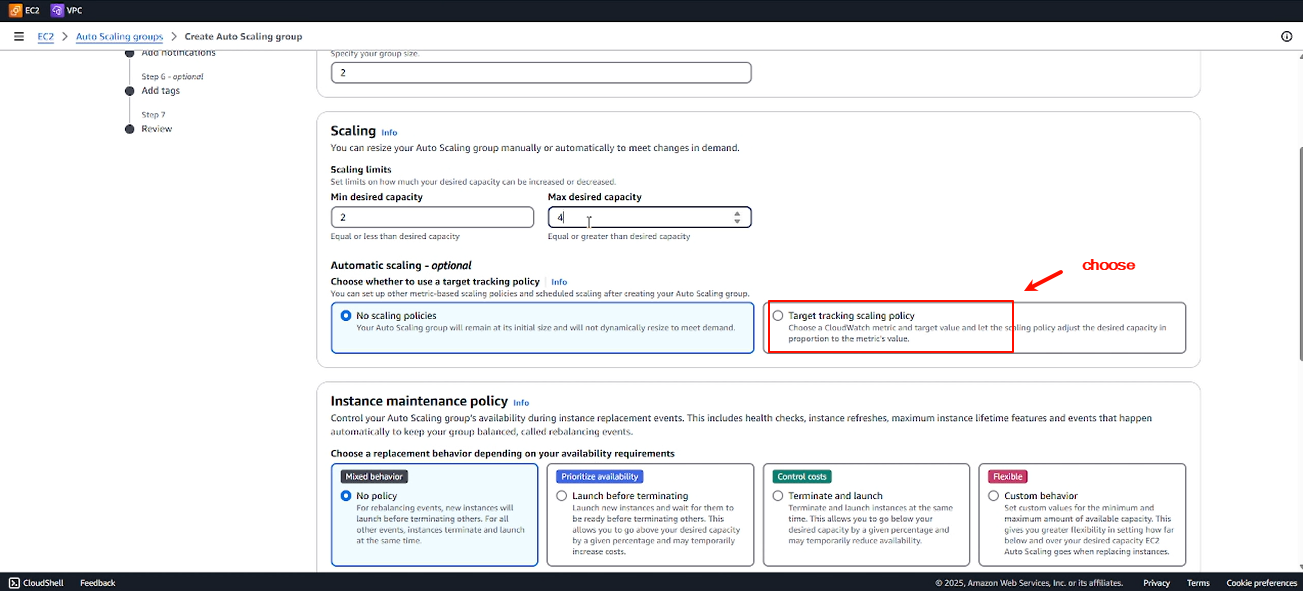 EC2 VPC
EC2 > Auto Scaling groups > Create Auto Scaling group
Add notifications
Step 6 - optional
Add tags
Step 7
Review
Specify your group size.
2
Scaling Info
You can resize your Auto Scaling group manually or automatically to meet changes in demand.
Scaling limits
Set limits on how much your desired capacity can be increased or decreased.
Min desired capacity
2
Equal or less than desired capacity
Max desired capacity
4
Equal or greater than desired capacity
Automatic scaling - optional
Choose whether to use a target tracking policy Info
You can set up other metric-based scaling policies and scheduled scaling after creating your Auto Scaling group.
choose
No scaling policies
Your Auto Scaling group will remain at its initial size and will not dynamically resize to meet demand.
Target tracking scaling policy
Choose a CloudWatch metric and target value and let the scaling policy adjust the desired capacity in
proportion to the metric's value.
Instance maintenance policy Info
Control your Auto Scaling group's availability during instance replacement events. This includes health checks, instance refreshes, maximum instance lifetime features and events that happen
automatically to keep your group balanced, called rebalancing events.
Choose a replacement behavior depending on your availability requirements
Mixed behavior
No policy
For rebalancing events, new instances will
launch before terminating others. For all
other events, instances terminate and launch
at the same time.
Prioritize availability
Launch before terminating
Launch new instances and wait for them to
be ready before terminating others. This
allows you to go above your desired capacity
by a given percentage and may temporarily
increase costs.
Control costs
Terminate and launch
Terminate and launch instances at the same
time. This allows you to go below your
desired capacity by a given percentage and
may temporarily reduce availability.
Flexible
Custom behavior
Set custom values for the minimum and
maximum amount of available capacity. This
gives you greater flexibility in setting how far
below and over your desired capacity EC2
Auto Scaling goes when replacing instances.
CloudShell Feedback © 2025, Amazon Web Services, Inc. or its affiliates. Privacy Terms Cookie preferences